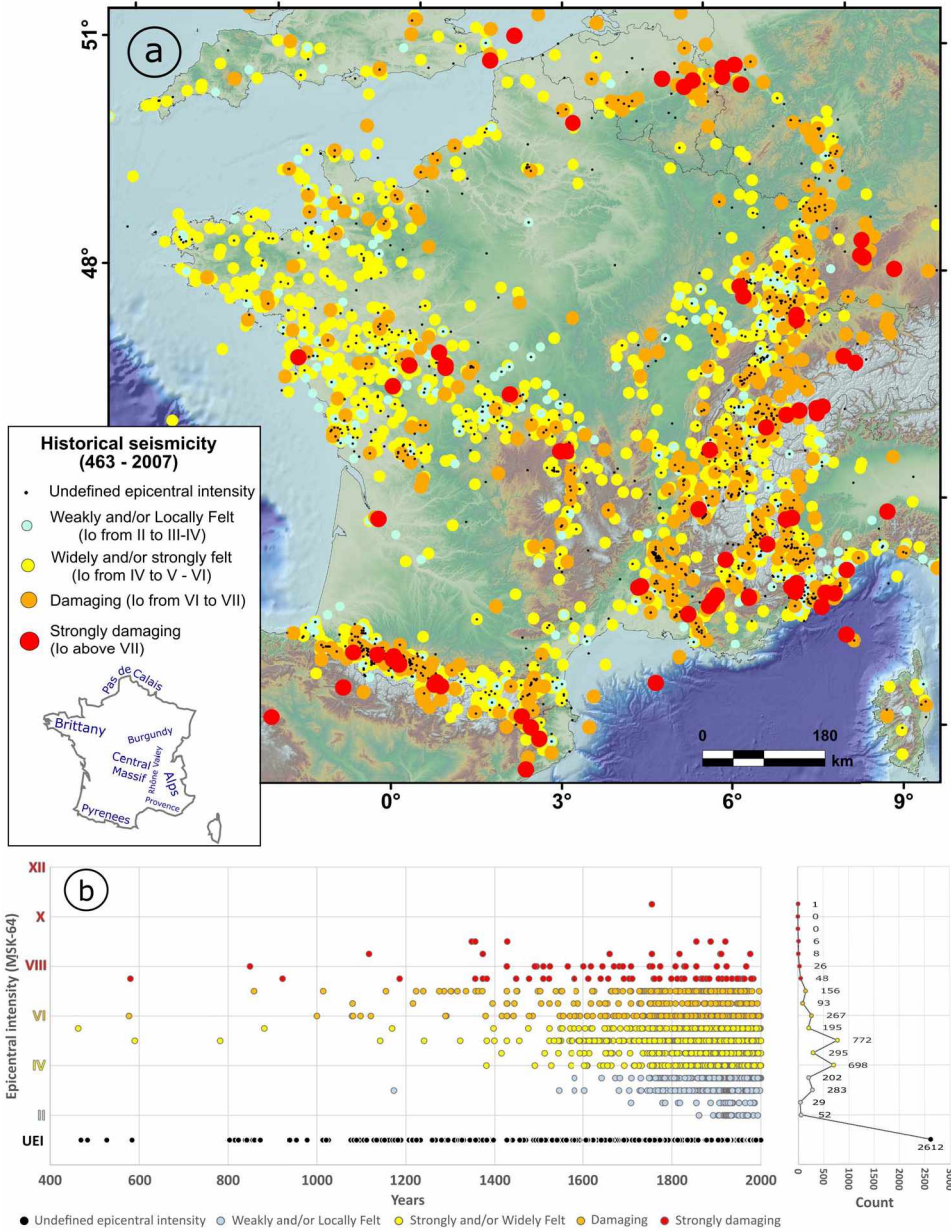 a
51°
48°
Historical seismicity
(463 - 2007)
Undefined epicentral intensity
Weakly and/or Locally Felt
(Io from II to III-IV)
Widely and/or strongly felt
(Io from IV to V - VI)
Damaging (Io from VI to VII)
Strongly damaging
(Io above VII)
Pas de Calais
Brittany
Burgundy
Central
Massif
Rhône Valey
Alps
Provence
Pyrenees
0 180
km
0° 3° 6° 9°
b
Epicentral intensity (MSK-64)
XII
X
VIII
VI
IV
II
UEI
400 600 800 1000 1200 1400 1600 1800 2000
Years
1
0
0
6
8
26
48
156
93
267
195
772
295
698
202
283
29
52
2612
0 500 1000 1500 2000 2500 3000
Count
Undefined epicentral intensity Weakly and/or Locally Felt Strongly and/or Widely Felt Damaging Strongly damaging